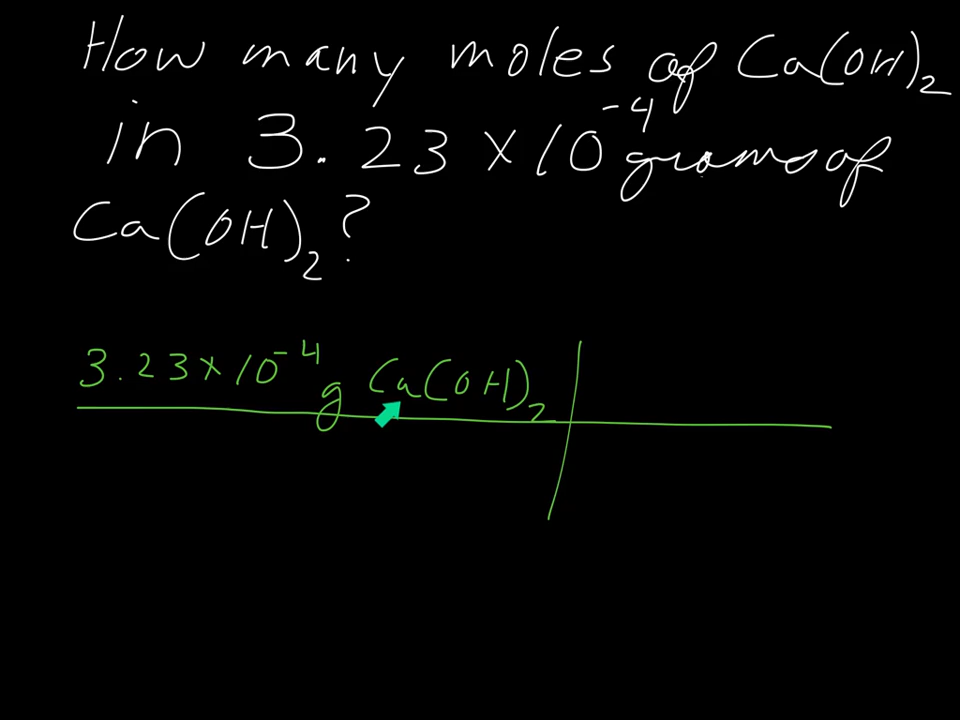 How many moles of Ca(OH)₂
in 3.23 × 10⁻⁴ grams of
Ca(OH)₂?
3.23 × 10⁻⁴ g Ca(OH)₂